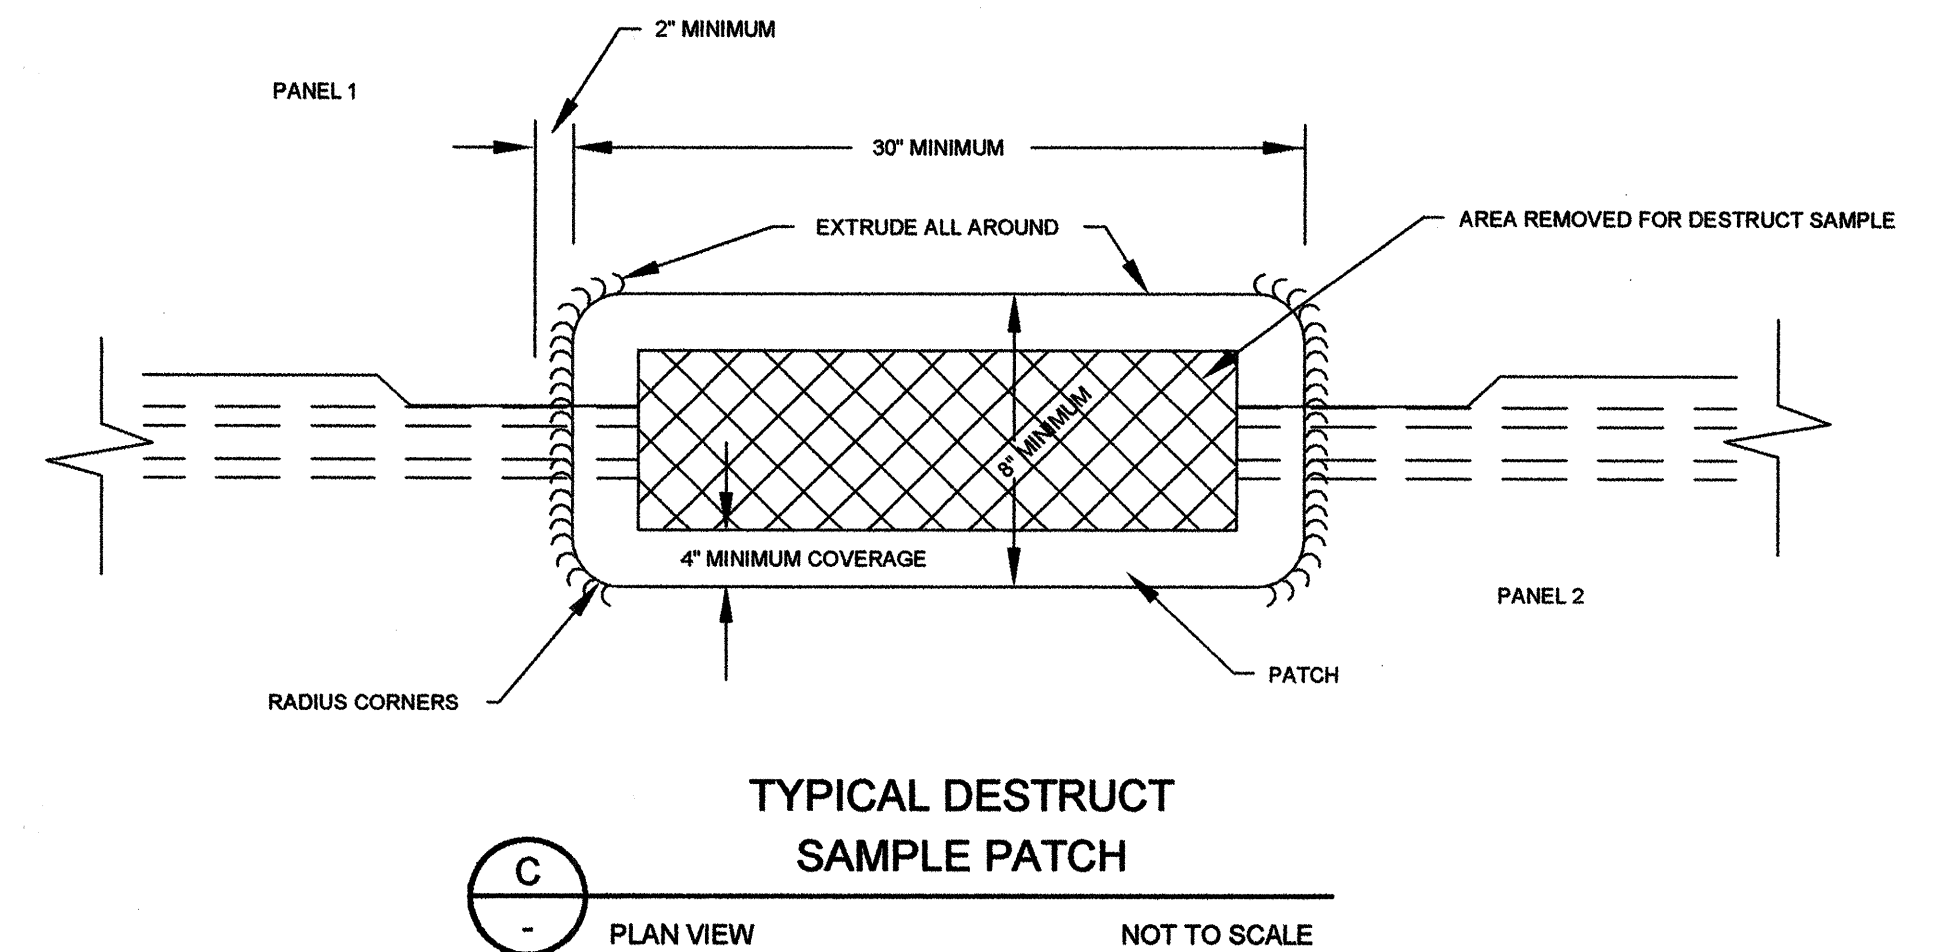 2" MINIMUM
PANEL 1
30" MINIMUM
EXTRUDE ALL AROUND
AREA REMOVED FOR DESTRUCT SAMPLE
8" MINIMUM
4" MINIMUM COVERAGE
PANEL 2
PATCH
RADIUS CORNERS
TYPICAL DESTRUCT
SAMPLE PATCH
C
-
PLAN VIEW
NOT TO SCALE